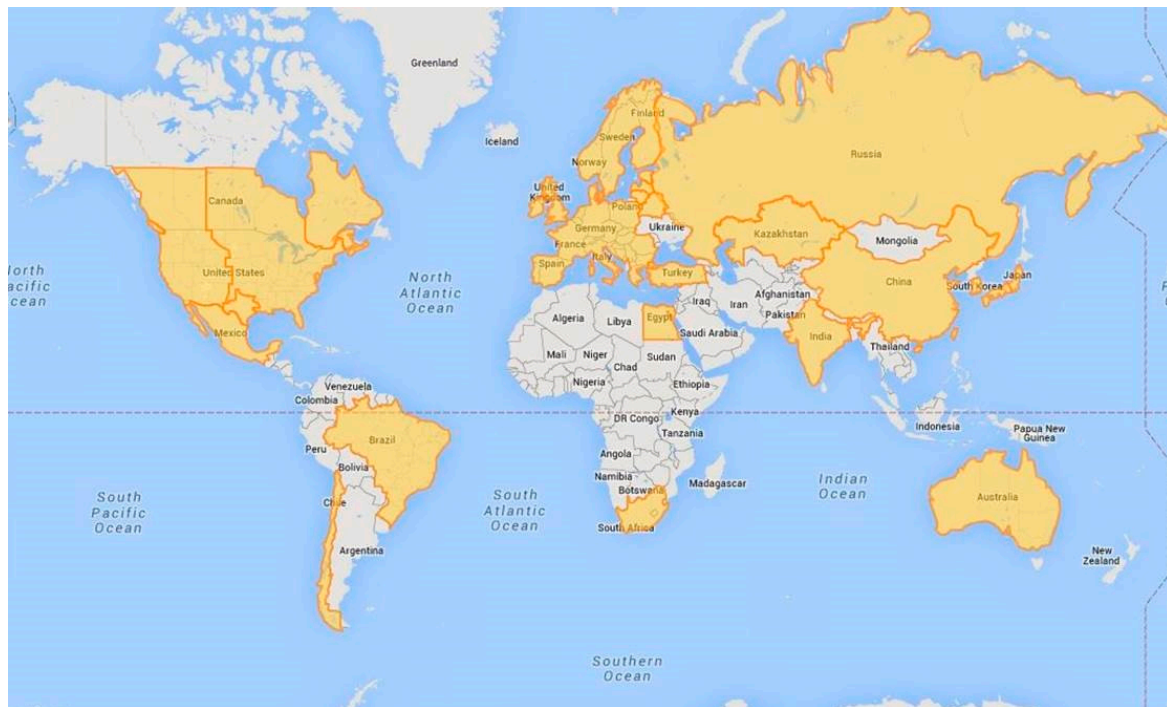 Greenland
Iceland
Finland
Sweden
Norway
Russia
United
Kingdom
Canada
Poland
Germany
Ukraine
Kazakhstan
Mongolia
France
Italy
Spain
Turkey
North
Atlantic
Ocean
United States
orth
acific
cean
China
South Korea
Japan
Iraq
Iran
Afghanistan
Pakistan
Algeria
Libya
Egypt
Saudi Arabia
India
Mexico
Mali
Niger
Chad
Sudan
Thailand
Nigeria
Ethiopia
Venezuela
Colombia
DR Congo
Kenya
Tanzania
Indonesia
Papua New
Guinea
Brazil
Peru
Bolivia
Angola
Namibia
Botswana
Madagascar
Indian
Ocean
South
Pacific
Ocean
South
Atlantic
Ocean
Chile
South Africa
Australia
Argentina
New
Zealand
Southern
Ocean